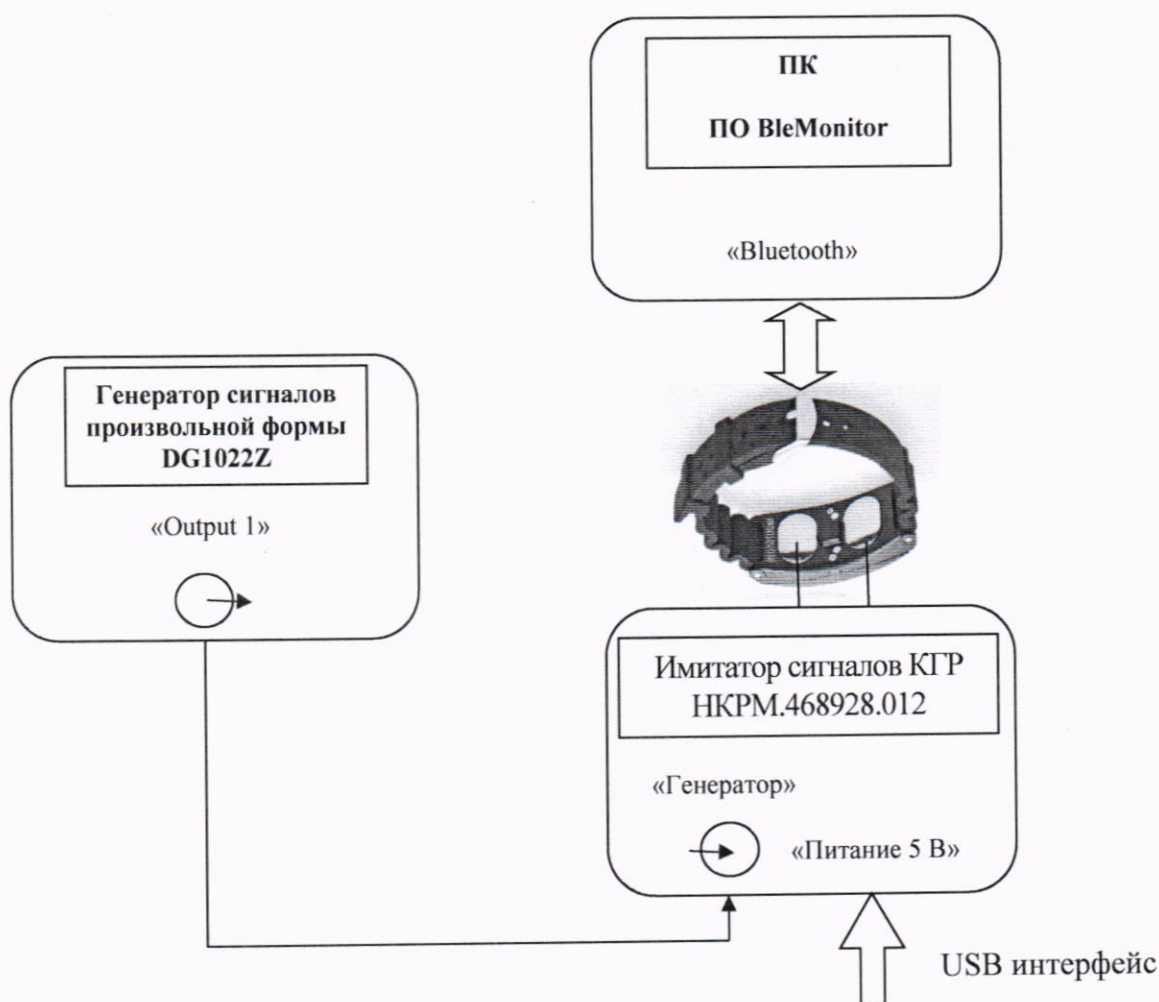 ПК
ПО BleMonitor
«Bluetooth»
Генератор сигналов
произвольной формы
DG1022Z
«Output 1»
Имитатор сигналов КГР
НКРМ.468928.012
«Генератор»
«Питание 5 В»
USB интерфейс